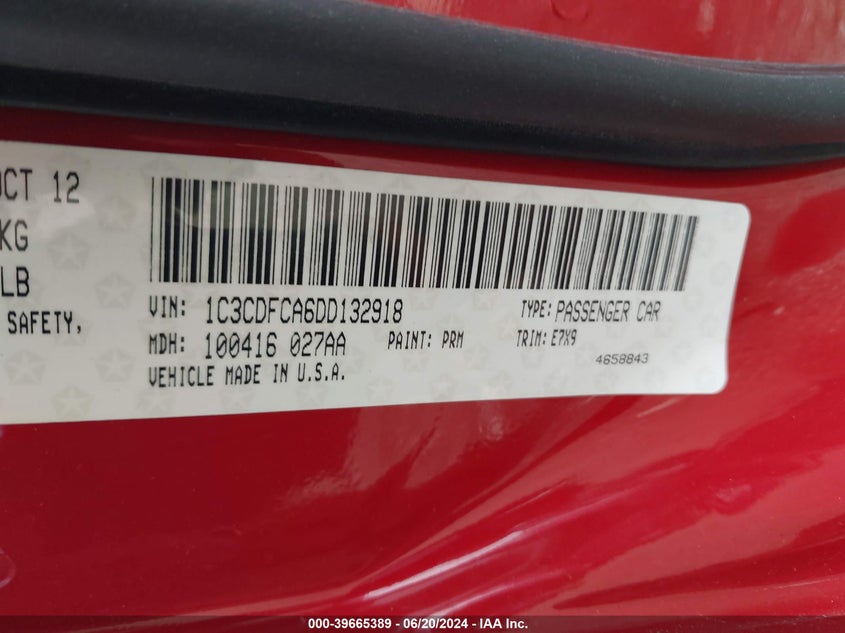 OCT 12
KG
LB
SAFETY,
VIN: 1C3CDFCA6DD132918 TYPE: PASSENGER CAR
MDH: 100416 027AA PAINT: PRM TRIM: E7X9
4658843
VEHICLE MADE IN U.S.A.
000-39665389 - 06/20/2024 - IAA Inc.